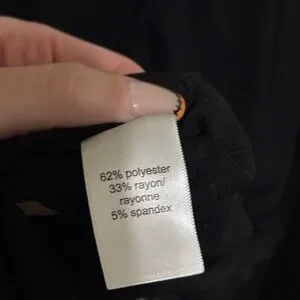 62% polyester
33% rayon/
rayonne
5% spandex